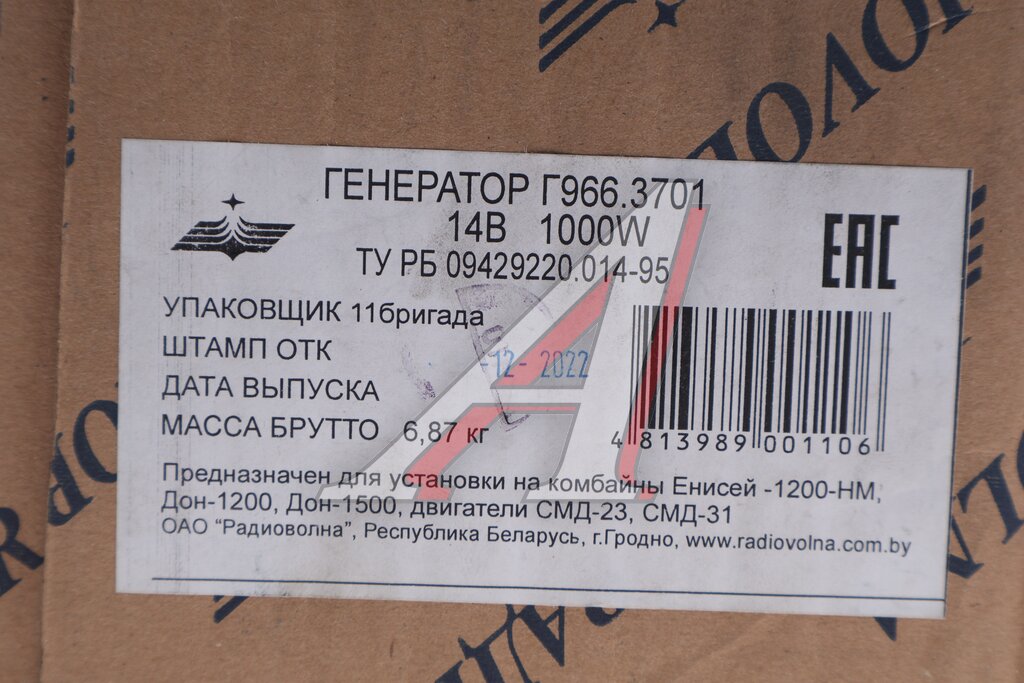 ГЕНЕРАТОР Г966.3701
14В 1000W
ТУ РБ 09429220.014-95
EAC
УПАКОВЩИК 11бригада
ШТАМП ОТК
-12- 2022
ДАТА ВЫПУСКА
МАССА БРУТТО 6,87 кг
4 813989 001106
Предназначен для установки на комбайны Енисей -1200-НМ,
Дон-1200, Дон-1500, двигатели СМД-23, СМД-31
ОАО "Радиоволна", Республика Беларусь, г.Гродно, www.radiovolna.com.by